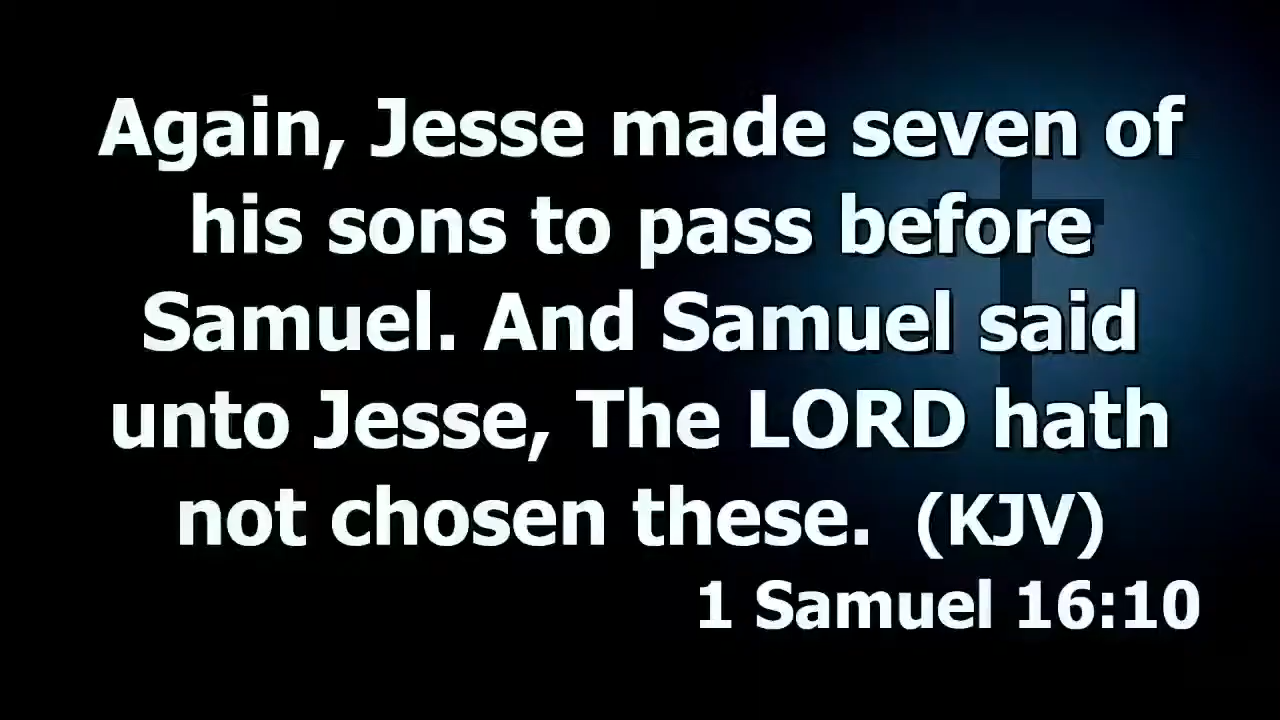 Again, Jesse made seven of
his sons to pass before
Samuel. And Samuel said
unto Jesse, The LORD hath
not chosen these. (KJV)
1 Samuel 16:10